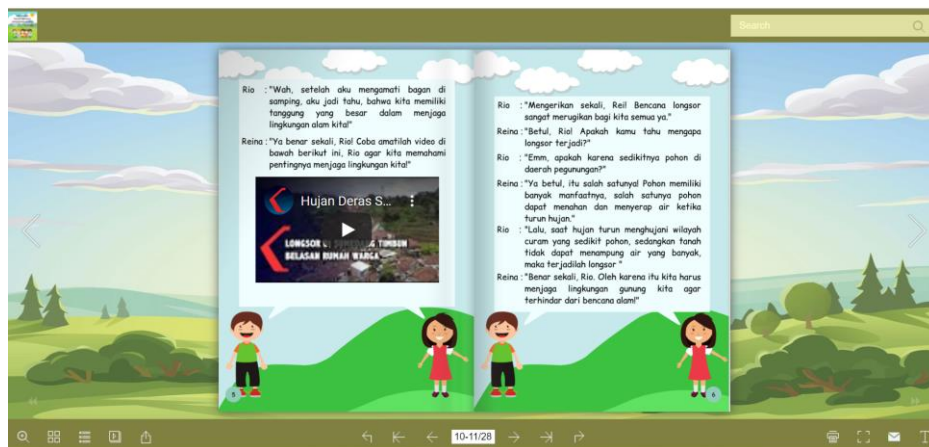 Search
Rio : "Wah, setelah aku mengamati bagan di
samping, aku jadi tahu, bahwa kita memiliki
tanggung yang besar dalam menjaga
lingkungan alam kita!"
Reina : "Ya benar sekali, Rio! Coba amatilah video di
bawah berikut ini, Rio agar kita memahami
pentingnya menjaga lingkungan kita!"
Hujan Deras S...
LONGSOR DI SUMEDANG TIMBUN
BELASAN RUMAH WARGA
5
Rio : "Mengerikan sekali, Rei! Bencana longsor
sangat merugikan bagi kita semua ya."
Reina : "Betul, Rio! Apakah kamu tahu mengapa
longsor terjadi?"
Rio : "Emm, apakah karena sedikitnya pohon di
daerah pegunungan?"
Reina : "Ya betul, itu salah satunya! Pohon memiliki
banyak manfaatnya, salah satunya pohon
dapat menahan dan menyerap air ketika
turun hujan."
Rio : "Lalu, saat hujan turun menghujani wilayah
curam yang sedikit pohon, sedangkan tanah
tidak dapat menampung air yang banyak,
maka terjadilah longsor "
Reina : "Benar sekali, Rio. Oleh karena itu kita harus
menjaga lingkungan gunung kita agar
terhindar dari bencana alam!"
6
10-11/28